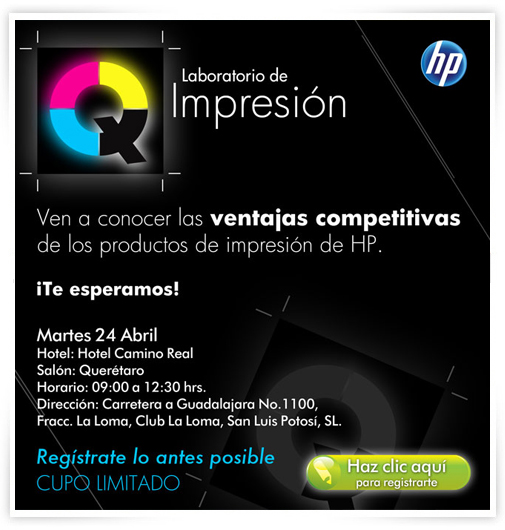 Q
Laboratorio de
Impresión
hp
Ven a conocer las ventajas competitivas
de los productos de impresión de HP.
¡Te esperamos!
Martes 24 Abril
Hotel: Hotel Camino Real
Salón: Querétaro
Horario: 09:00 a 12:30 hrs.
Dirección: Carretera a Guadalajara No.1100,
Fracc. La Loma, Club La Loma, San Luis Potosí, SL.
Regístrate lo antes posible
CUPO LIMITADO
Haz clic aquí
para registrarte